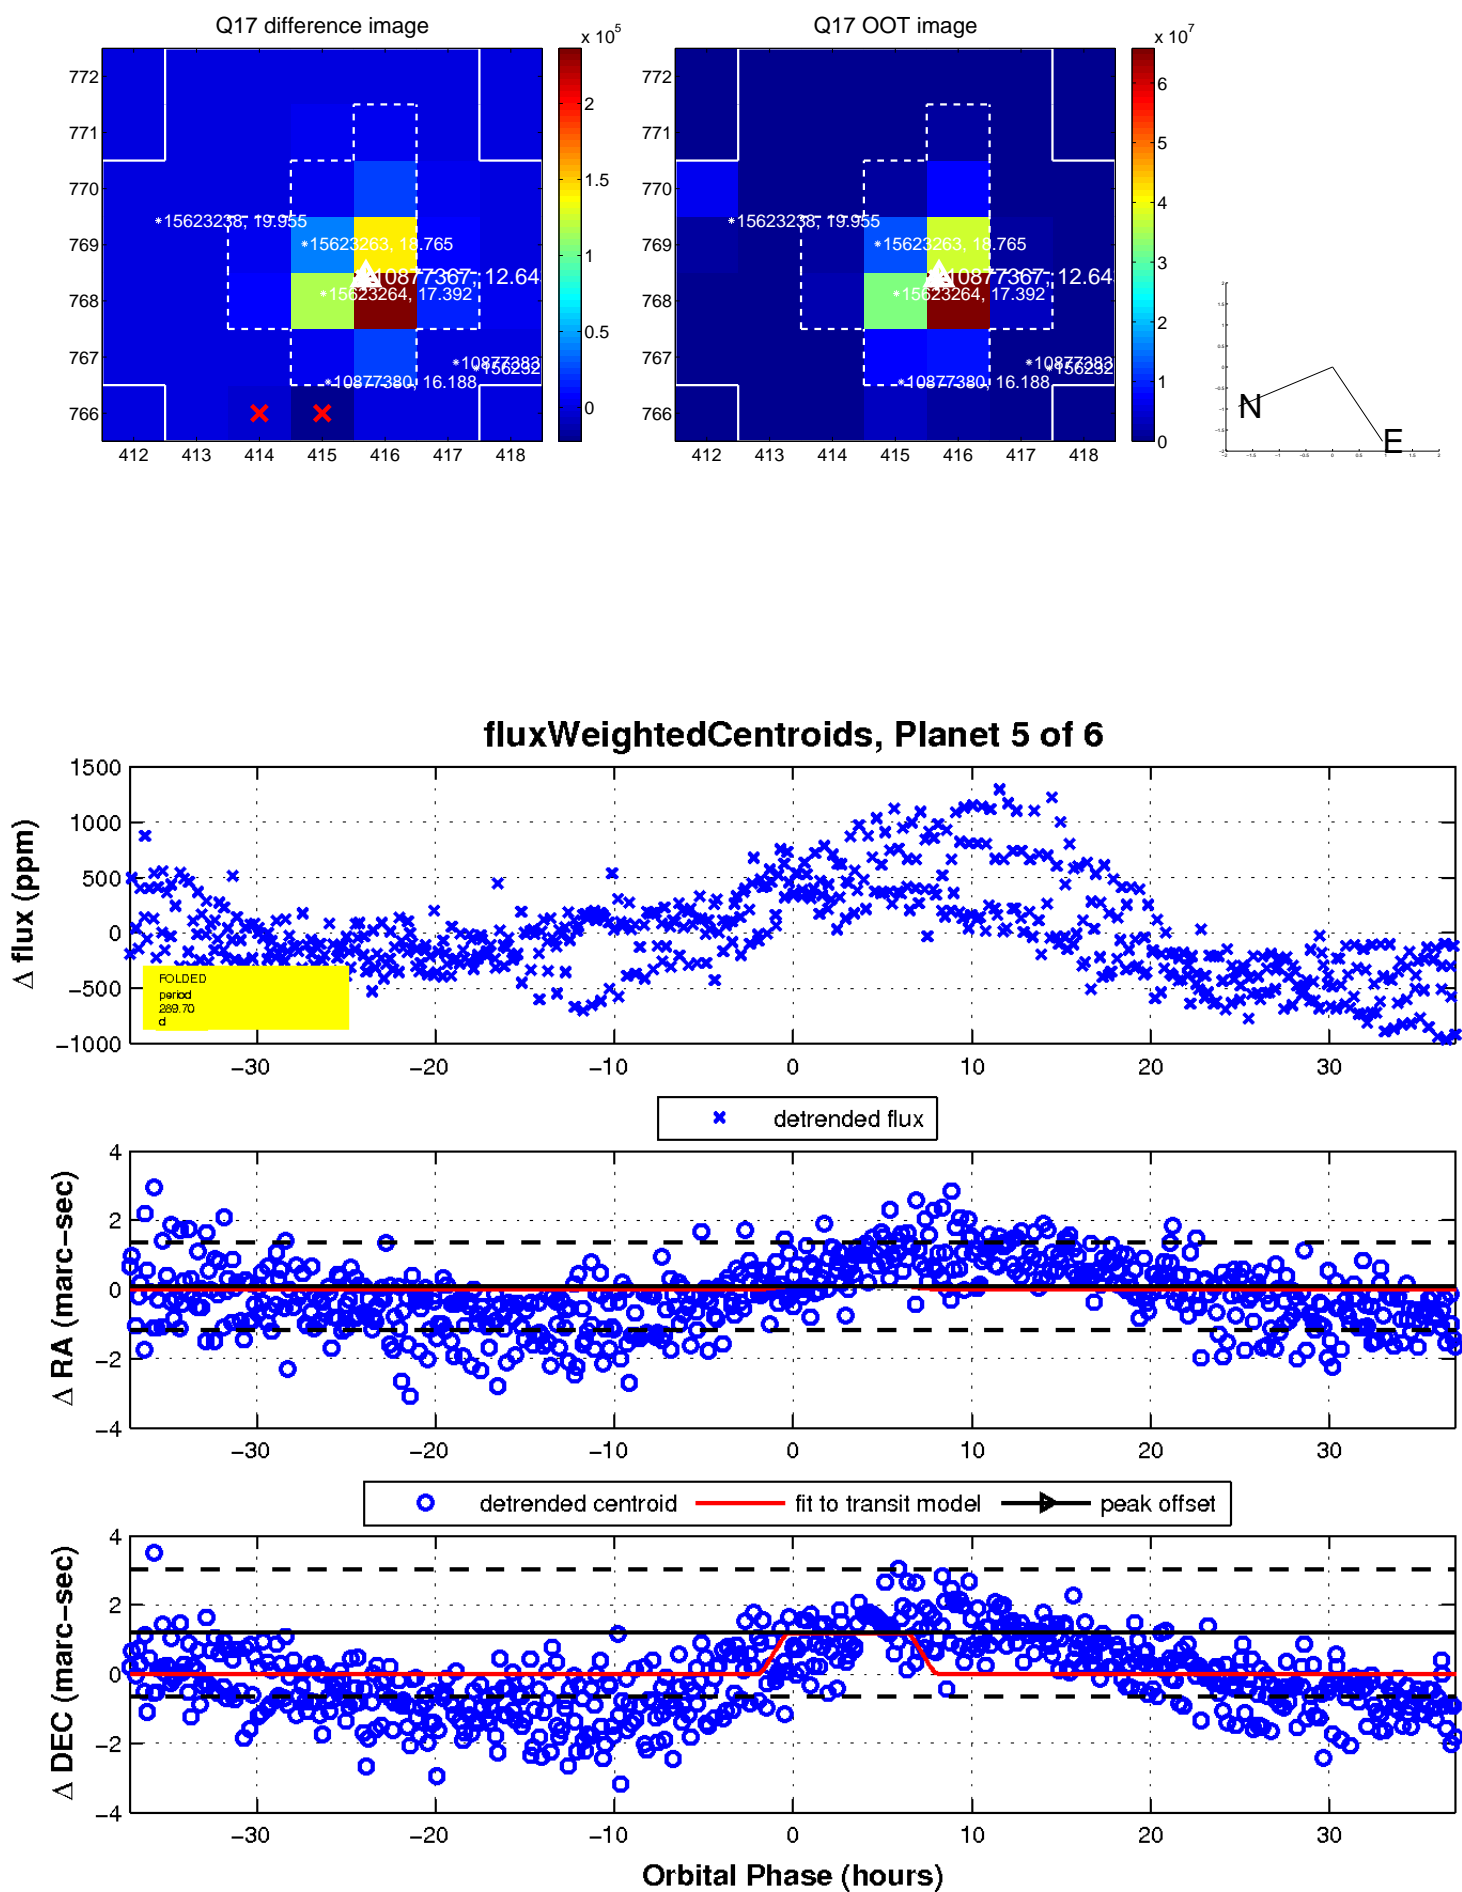 Q17 difference image
x 10^5
772
771
770
769
768
767
766
412 413 414 415 416 417 418
2
1.5
1
0.5
0
15623238, 19.955
15623263, 18.765
10877367, 12.64
15623264, 17.392
10877383
156232
10877380, 16.188
Q17 OOT image
x 10^7
772
771
770
769
768
767
766
412 413 414 415 416 417 418
6
5
4
3
2
1
0
15623238, 19.955
15623263, 18.765
10877367, 12.64
15623264, 17.392
10877383
156232
10877380, 16.188
N
E
fluxWeightedCentroids, Planet 5 of 6
Δ flux (ppm)
1500
1000
500
0
−500
−1000
FOLDED
period
289.70
d
−30 −20 −10 0 10 20 30
detrended flux
Δ RA (marc−sec)
4
2
0
−2
−4
−30 −20 −10 0 10 20 30
detrended centroid fit to transit model peak offset
Δ DEC (marc−sec)
4
2
0
−2
−4
−30 −20 −10 0 10 20 30
Orbital Phase (hours)